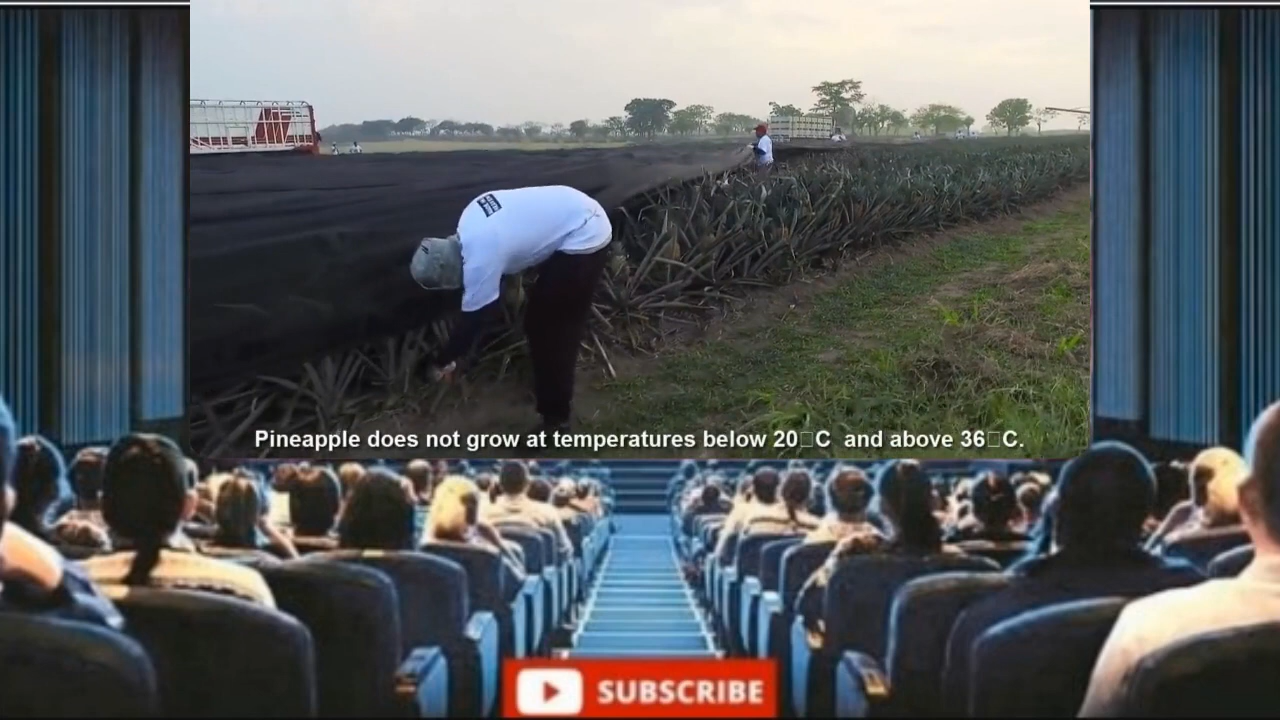 Pineapple does not grow at temperatures below 20□C and above 36□C.
SUBSCRIBE